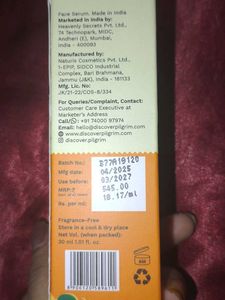 Face Serum. Made in India
Marketed in India by:
Heavenly Secrets Pvt. Ltd.,
74 Technopark, MIDC,
Andheri (E), Mumbai,
India - 400093
Manufactured by:
Naturis Cosmetics Pvt. Ltd.
1-EPIP, SIDCO Industrial
Complex, Bari Brahmana,
Jammu (J&K), India - 181133
Mfg. Lic. No.:
JK/21-22/COS-8/334
For Queries/Complaint, Contact:
Customer Care Executive at
Marketer's Address
Call: +91 74000 97974
Email: hello@discoverpilgrim.com
www.discoverpilgrim.com
discover.pilgrim
Batch No.: B77A19120
Mfg date: 04/2025
Use before: 03/2027
MRP: ₹ 545.00
Rs. per ml: 18.17/ml
Fragrance-Free
Store in a cool & dry place
Net Vol. (when packed):
30 ml 1.01 fl. oz.